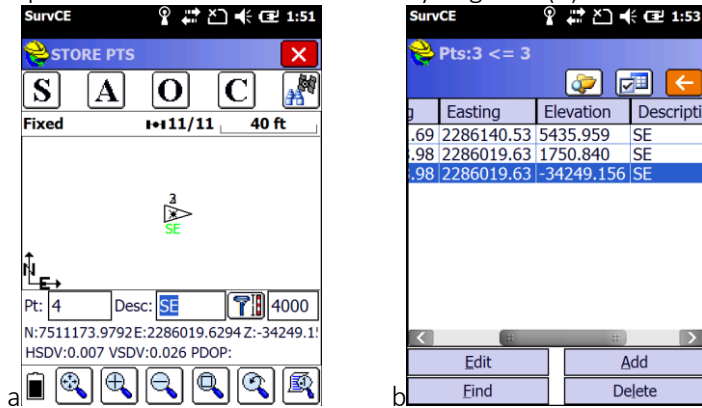 SurvCE 1:51
STORE PTS
S A O C
Fixed 11/11 40 ft
3
SE
N
E
Pt: 4 Desc: SE 4000
N:7511173.9792 E:2286019.6294 Z:-34249.1
HSDV:0.007 VSDV:0.026 PDOP:
a
SurvCE 1:53
Pts:3 <= 3
g Easting Elevation Descripti
.69 2286140.53 5435.959 SE
.98 2286019.63 1750.840 SE
.98 2286019.63 -34249.156 SE
Edit Add
Find Delete
b